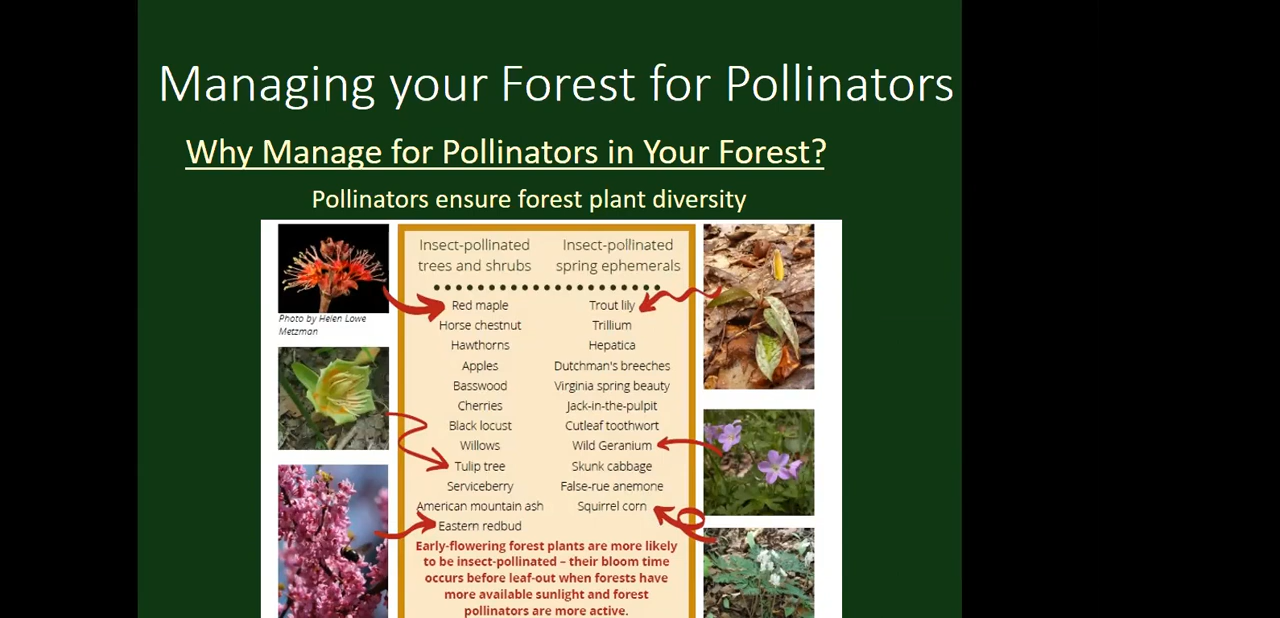 Managing your Forest for Pollinators
Why Manage for Pollinators in Your Forest?
Pollinators ensure forest plant diversity
Photo by Helen Lowe
Metzman
Insect-pollinated
trees and shrubs
Red maple
Horse chestnut
Hawthorns
Apples
Basswood
Cherries
Black locust
Willows
Tulip tree
Serviceberry
American mountain ash
Eastern redbud
Insect-pollinated
spring ephemerals
Trout lily
Trillium
Hepatica
Dutchman's breeches
Virginia spring beauty
Jack-in-the-pulpit
Cutleaf toothwort
Wild Geranium
Skunk cabbage
False-rue anemone
Squirrel corn
Early-flowering forest plants are more likely
to be insect-pollinated – their bloom time
occurs before leaf-out when forests have
more available sunlight and forest
pollinators are more active.